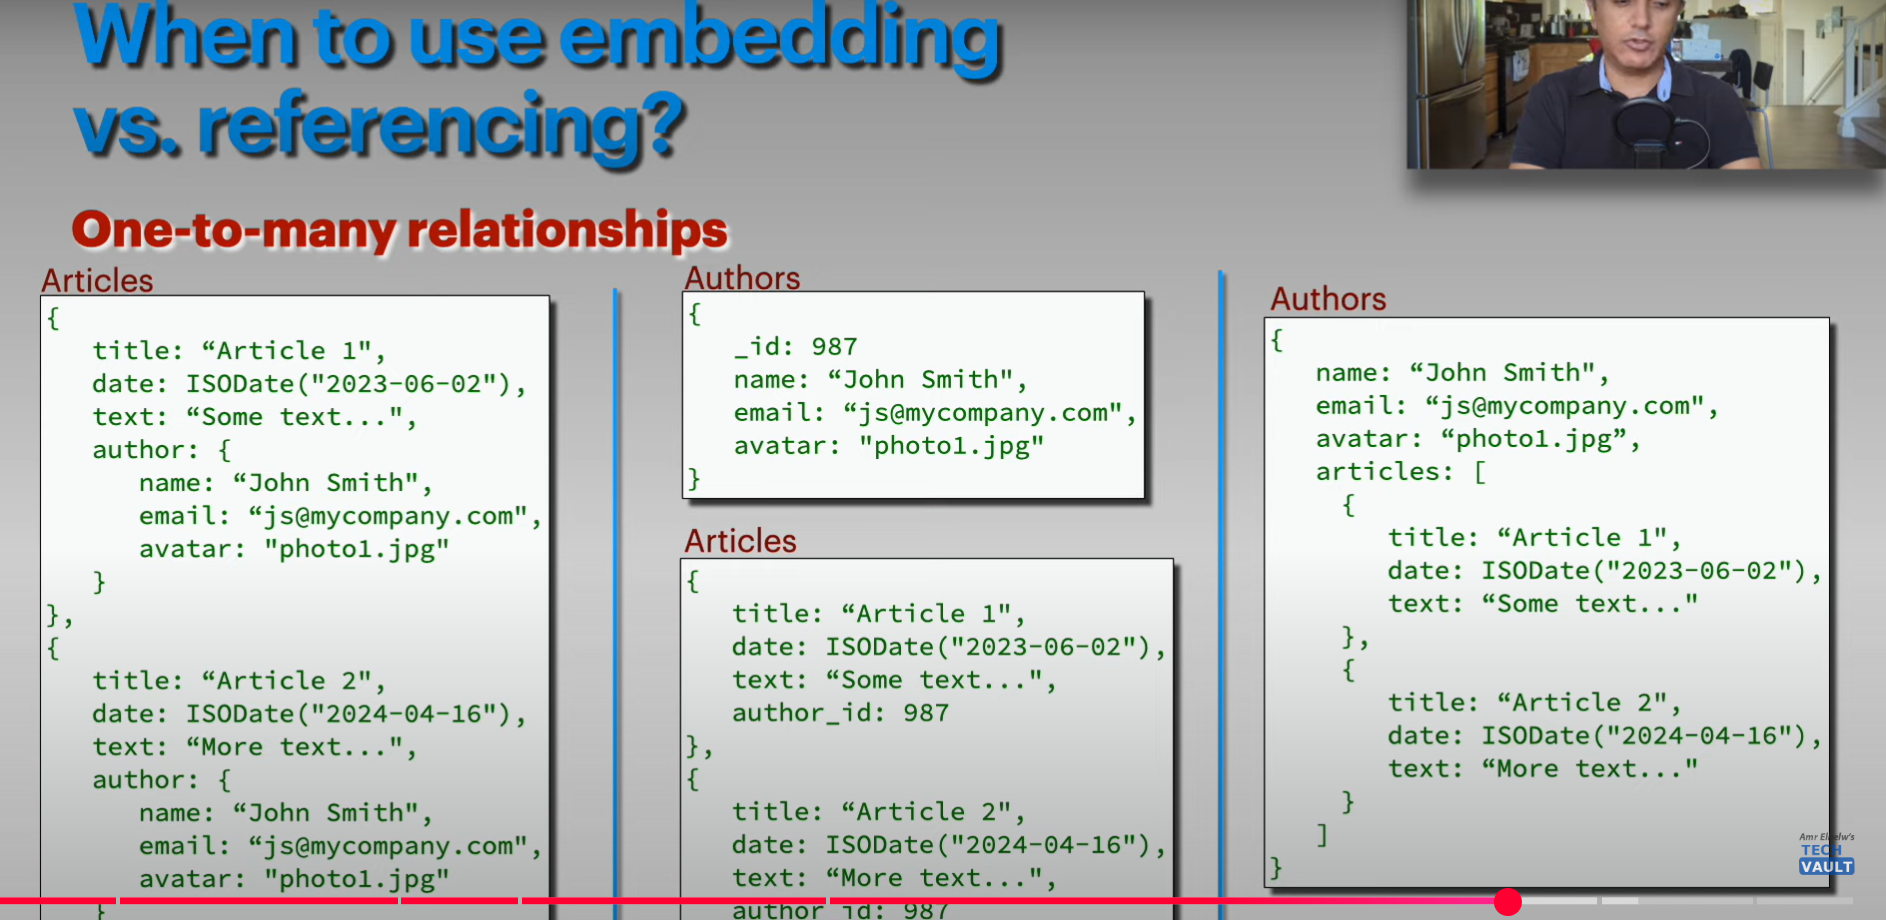 When to use embedding
vs. referencing?
One-to-many relationships
Articles
{
title: “Article 1",
date: ISODate("2023-06-02"),
text: “Some text...",
author: {
name: “John Smith",
email: “js@mycompany.com",
avatar: "photo1.jpg"
}
},
{
title: “Article 2",
date: ISODate("2024-04-16"),
text: “More text...",
author: {
name: “John Smith",
email: “js@mycompany.com",
avatar: "photo1.jpg"
}
Authors
{
_id: 987
name: “John Smith",
email: “js@mycompany.com",
avatar: "photo1.jpg"
}
Articles
{
title: “Article 1",
date: ISODate("2023-06-02"),
text: “Some text...",
author_id: 987
},
{
title: “Article 2",
date: ISODate("2024-04-16"),
text: “More text...",
author_id: 987
Authors
{
name: “John Smith",
email: “js@mycompany.com",
avatar: “photo1.jpg”,
articles: [
{
title: “Article 1",
date: ISODate("2023-06-02"),
text: “Some text..."
},
{
title: “Article 2",
date: ISODate("2024-04-16"),
text: “More text..."
}
]
}
Amr
TECH
VAULT